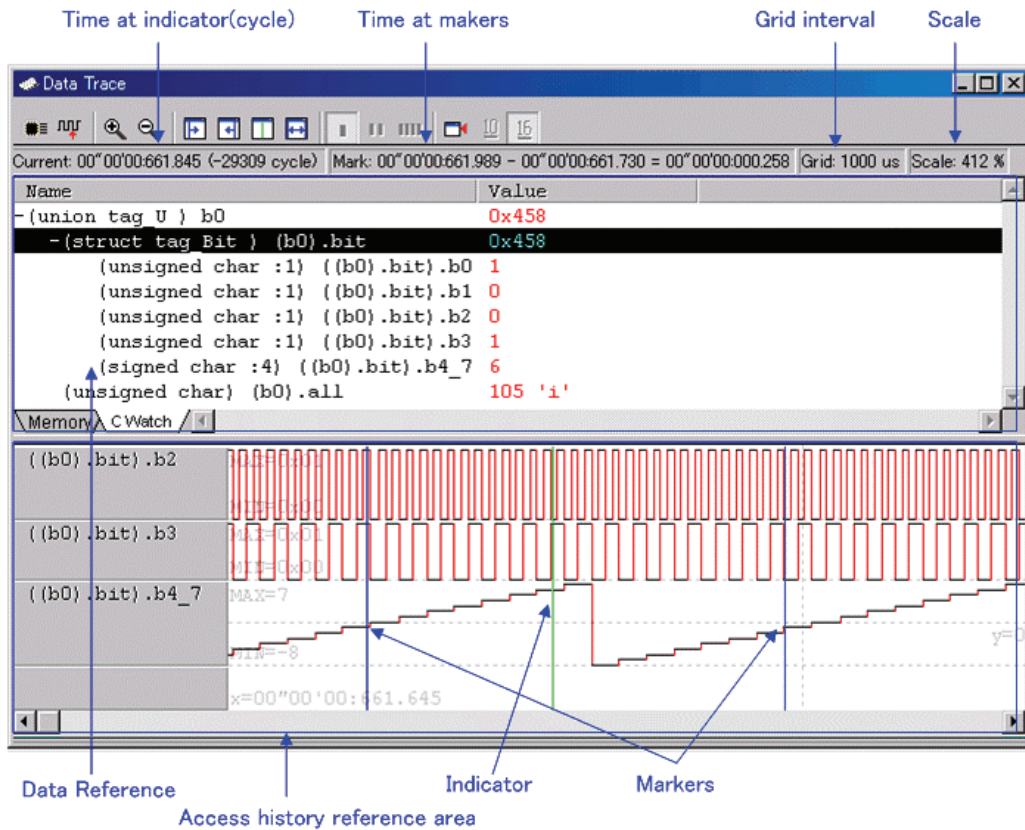 Time at indicator(cycle) Time at makers Grid interval Scale
Data Trace
10 16
Current: 00"00'00:661.845 (-29309 cycle) Mark: 00"00'00:661.989 - 00"00'00:661.730 = 00"00'00:000.258 Grid: 1000 us Scale: 412 %
Name Value
-(union tag_U ) b0 0x458
-(struct tag_Bit ) (b0).bit 0x458
(unsigned char :1) ((b0).bit).b0 1
(unsigned char :1) ((b0).bit).b1 0
(unsigned char :1) ((b0).bit).b2 0
(unsigned char :1) ((b0).bit).b3 1
(signed char :4) ((b0).bit).b4_7 6
(unsigned char) (b0).all 105 'i'
Memory C Watch
((b0).bit).b2 MAX=0x01
MIN=0x00
((b0).bit).b3 MAX=0x01
MIN=0x00
((b0).bit).b4_7 MAX=7
y=0
MIN=-8
x=00"00'00:661.645
Data Reference Indicator Markers
Access history reference area